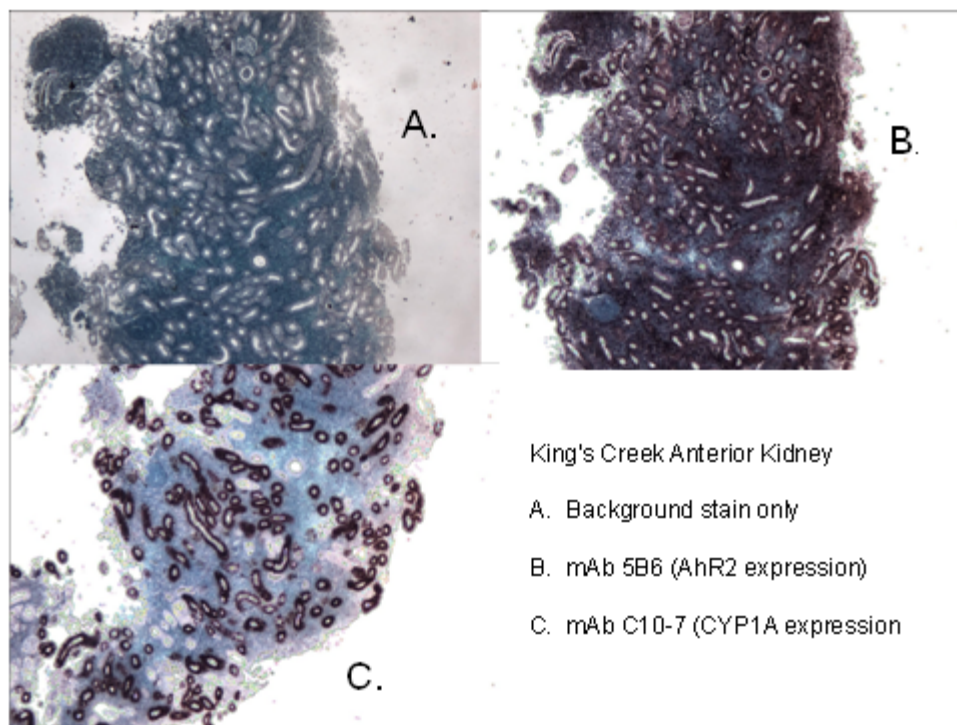 A.
B.
C.
King's Creek Anterior Kidney
A. Background stain only
B. mAb 5B6 (AhR2 expression)
C. mAb C10-7 (CYP1A expression